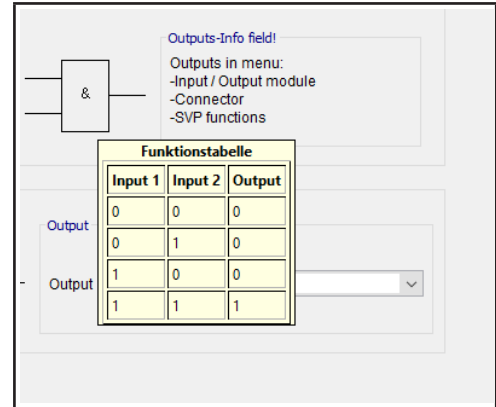 Outputs-Info field!
Outputs in menu:
-Input / Output module
-Connector
-SVP functions
&
Funktionstabelle
Input 1 Input 2 Output
0 0 0
0 1 0
1 0 0
1 1 1
Output
Output